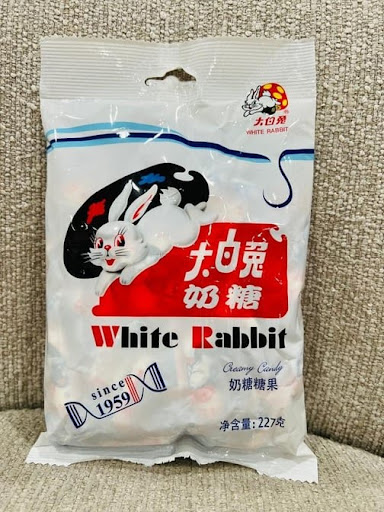 大白兔
WHITE RABBIT
大白兔
奶糖
White Rabbit
Creamy Candy
奶糖糖果
since
1959
净含量:227克